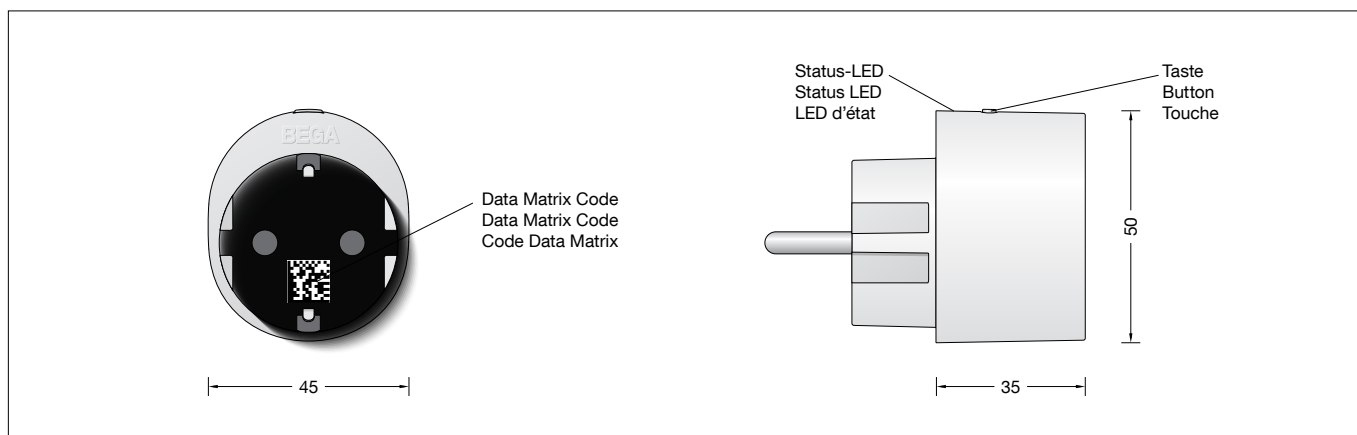 BEGA
Data Matrix Code
Data Matrix Code
Code Data Matrix
45
Status-LED
Status LED
LED d’état
Taste
Button
Touche
50
35